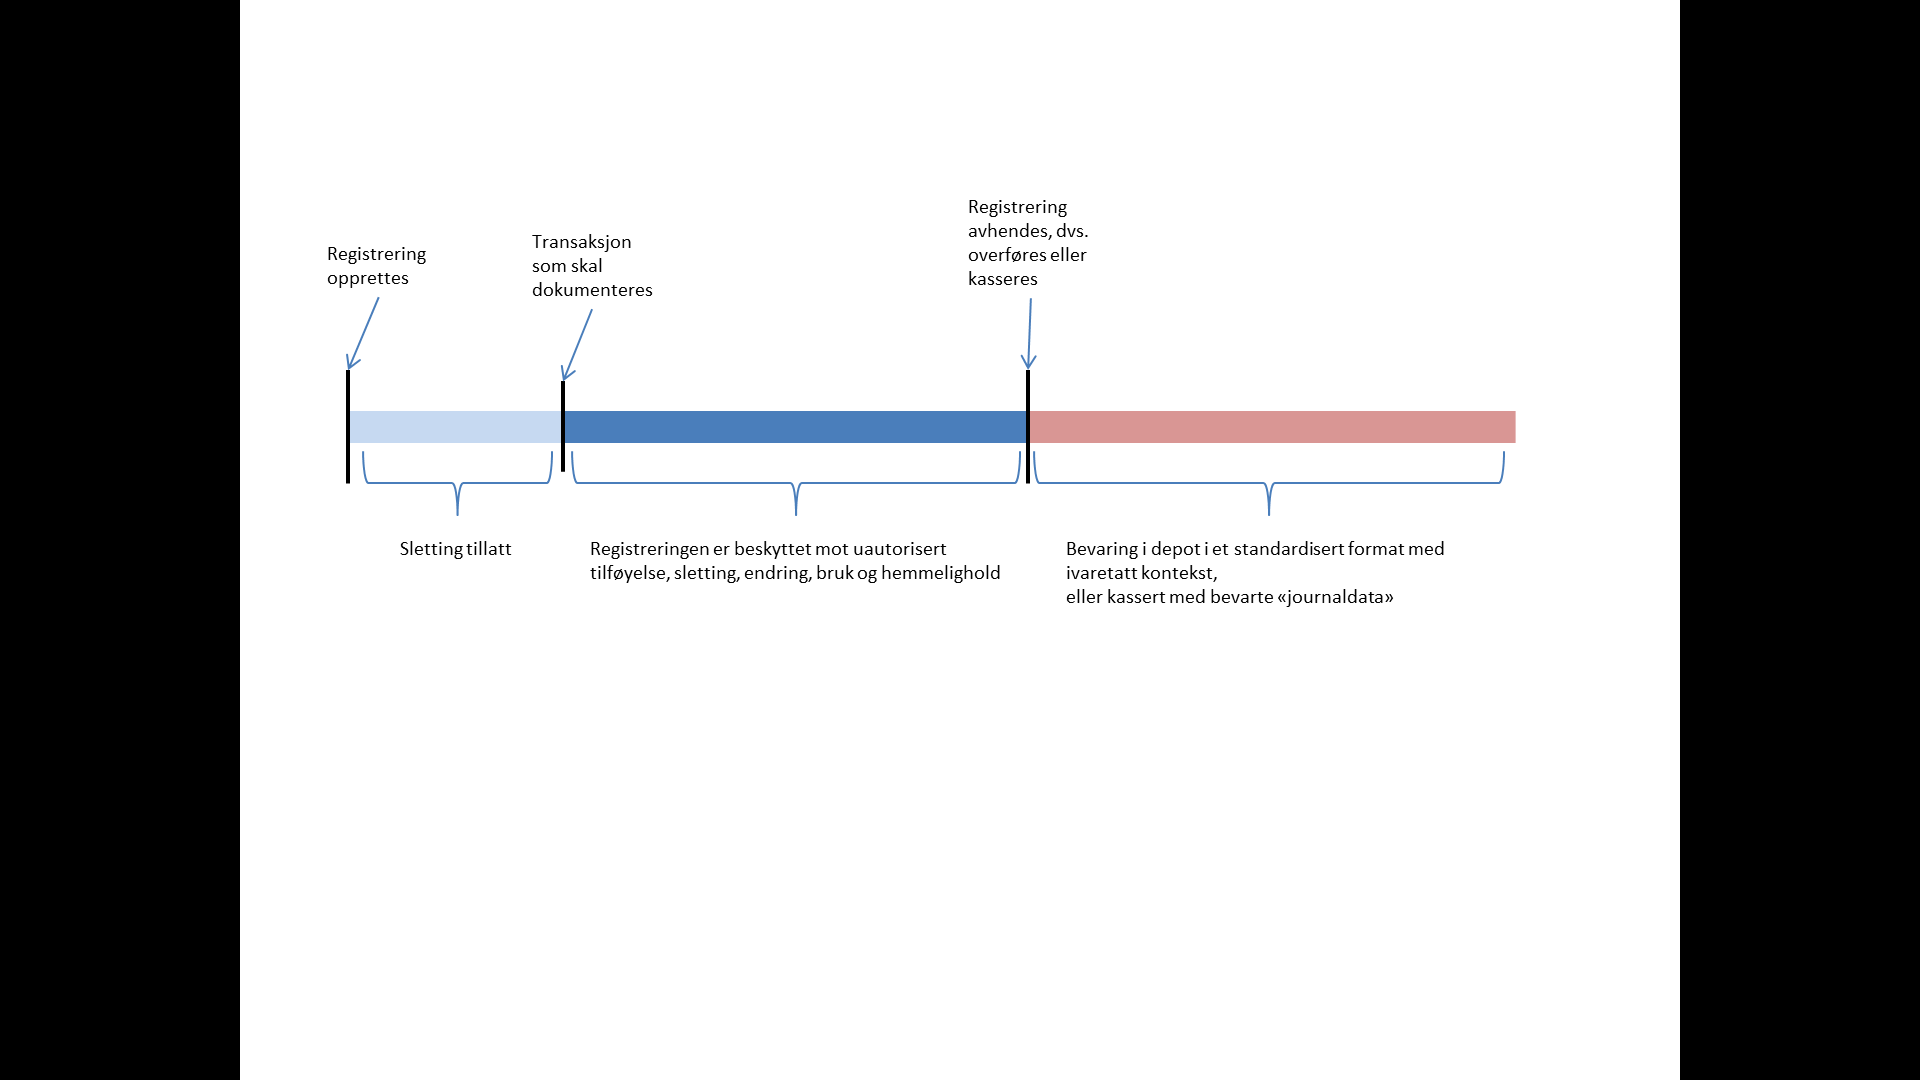 Registrering
opprettes
Transaksjon
som skal
dokumenteres
Registrering
avhendes, dvs.
overføres eller
kasseres
Sletting tillatt
Registreringen er beskyttet mot uautorisert
tilføyelse, sletting, endring, bruk og hemmelighold
Bevaring i depot i et standardisert format med
ivaretatt kontekst,
eller kassert med bevarte «journaldata»